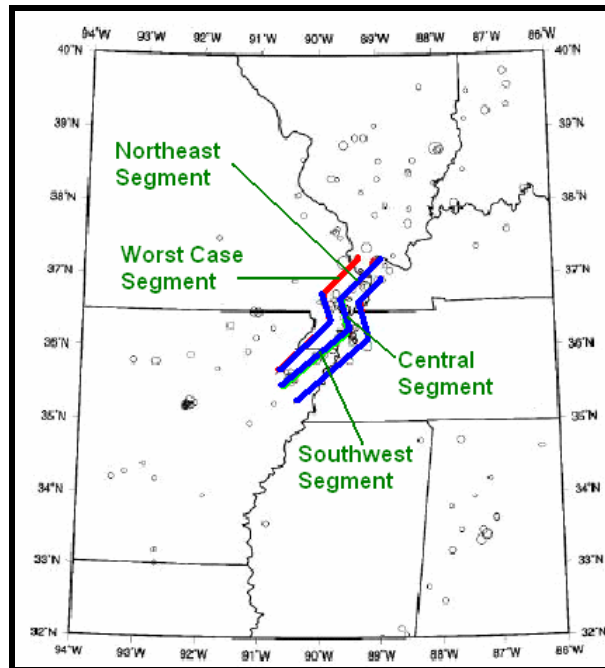 94°W 93°W 92°W 91°W 90°W 89°W 88°W 87°W 86°W
40°N 40°N
39°N 39°N
Northeast
Segment
38°N 38°N
Worst Case
Segment
37°N 37°N
36°N 36°N
Central
Segment
35°N 35°N
Southwest
Segment
34°N 34°N
33°N 33°N
32°N 32°N
94°W 93°W 92°W 91°W 90°W 89°W 88°W 87°W 86°W